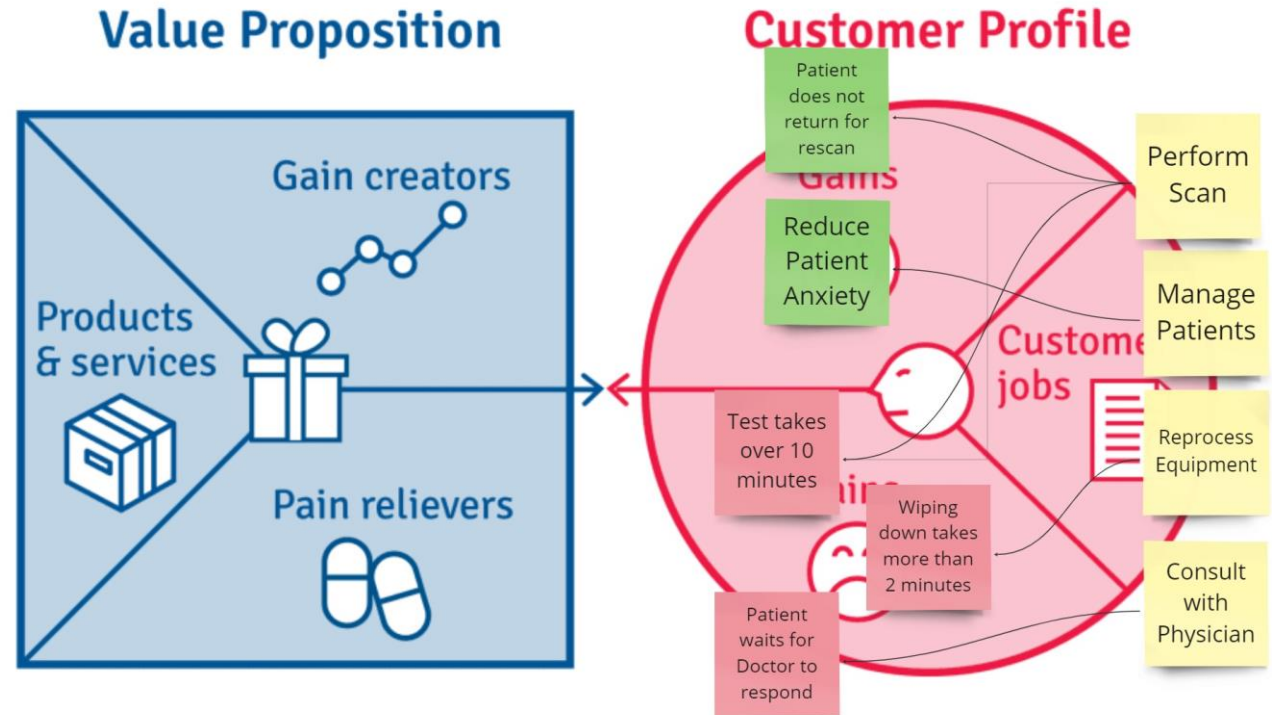 Value Proposition
Gain creators
Products
& services
Pain relievers
Customer Profile
Patient
does not
return for
rescan
Gains
Reduce
Patient
Anxiety
Customer
jobs
Test takes
over 10
minutes
Wiping
down takes
more than
2 minutes
Patient
waits for
Doctor to
respond
Perform
Scan
Manage
Patients
Reprocess
Equipment
Consult
with
Physician